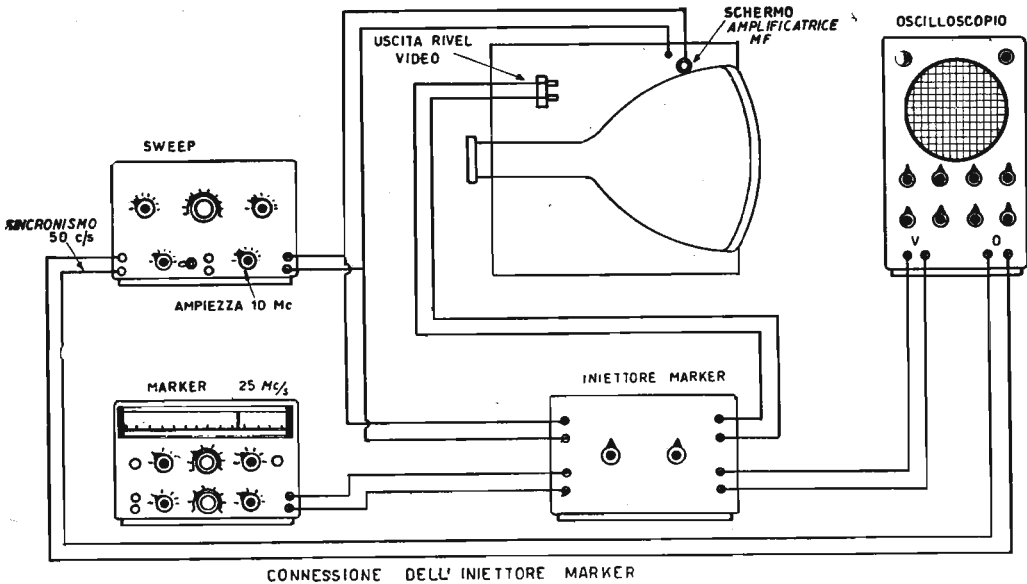 SCHERMO
AMPLIFICATRICE
MF
OSCILLOSCOPIO
USCITA RIVEL
VIDEO
SWEEP
SINCRONISMO
50 c/s
AMPIEZZA 10 Mc
V
O
MARKER 25 Mc/s
INIETTORE MARKER
CONNESSIONE DELL' INIETTORE MARKER